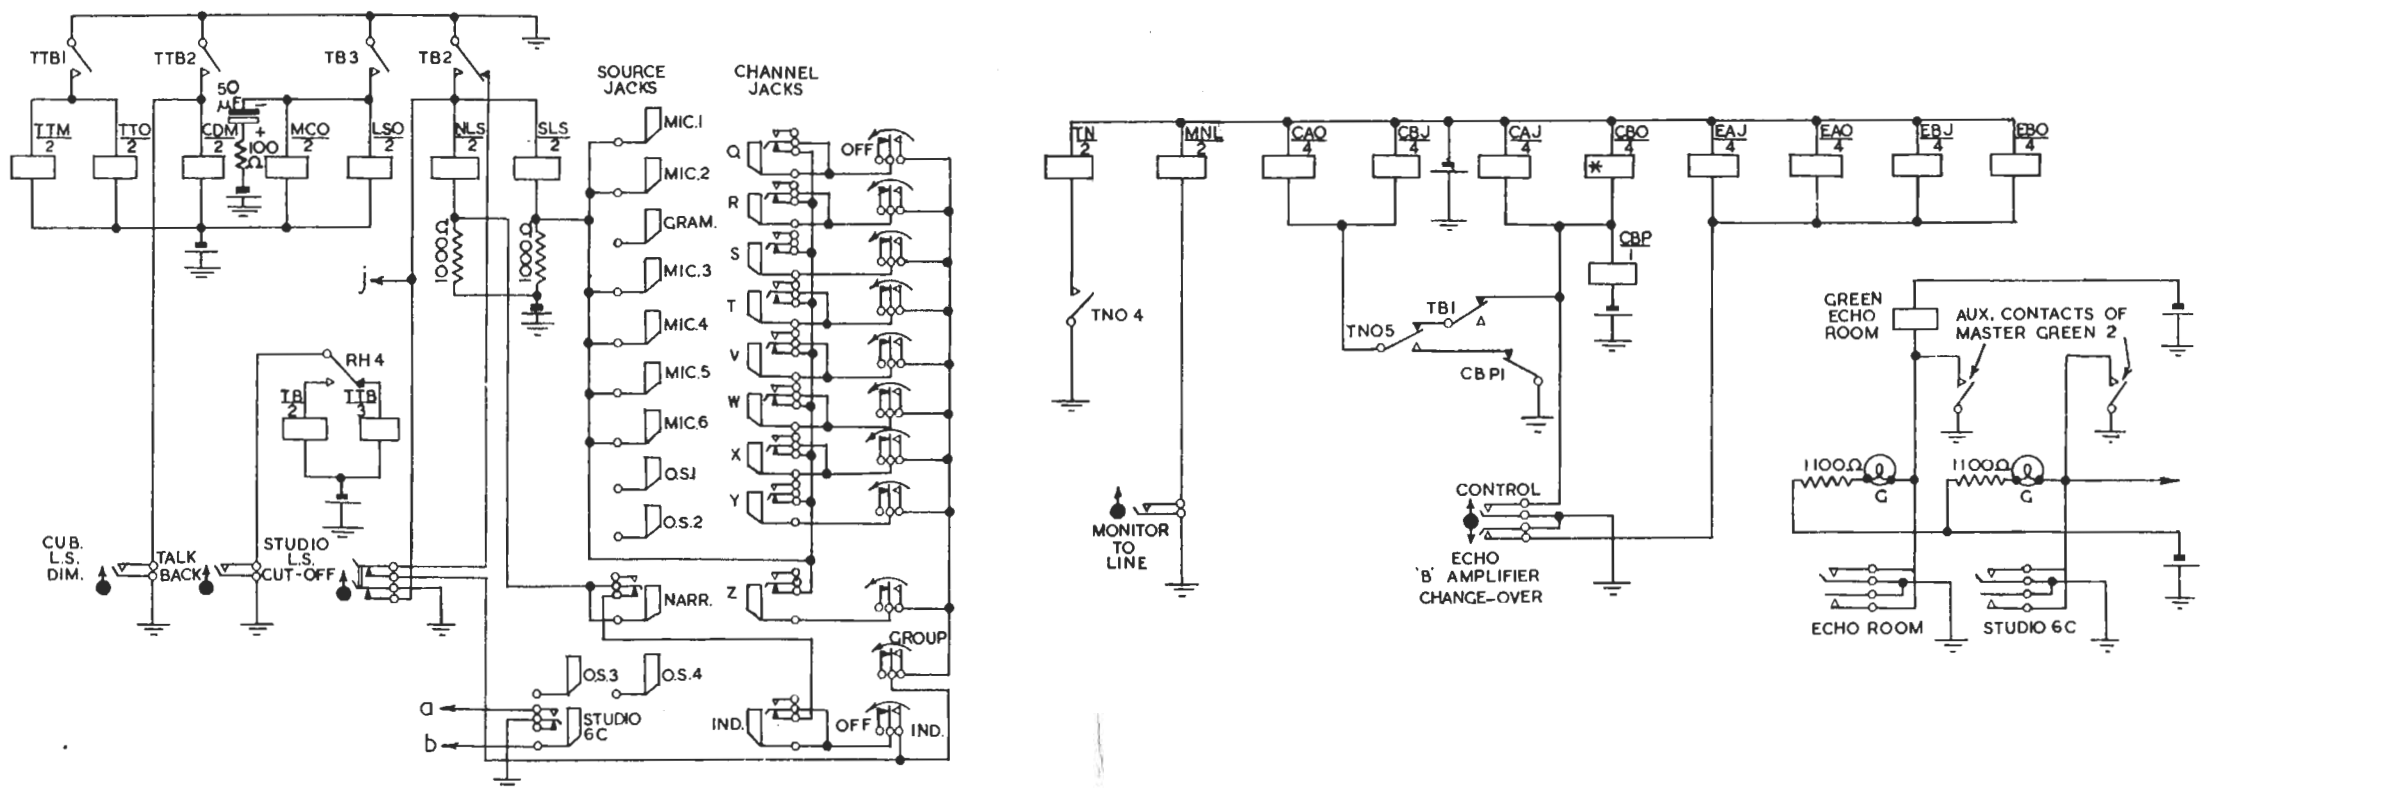 TTB1
TTB2
TB3
TB2
50
μF
+
-
100
Ω
TTM
2
TTO
2
CDM
2
MCO
2
LSO
2
NLS
2
SLS
2
1000Ω
1000Ω
j
RH4
TB
2
TTB
3
CUB.
L.S.
DIM.
TALK
BACK
STUDIO
L.S.
CUT-OFF
SOURCE
JACKS
MIC.1
MIC.2
GRAM.
MIC.3
MIC.4
MIC.5
MIC.6
O.S.1
O.S.2
NARR.
O.S.3
O.S.4
STUDIO
6C
a
b
CHANNEL
JACKS
Q
R
S
T
V
W
X
Y
Z
IND.
OFF
GROUP
OFF
IND.
TN
2
MNL
2
CAO
4
CBJ
4
CAJ
4
CBO
4
*
EAJ
4
EAO
4
EBJ
4
EBO
4
CBP
1
TNO 4
TNO5
TB1
CBP1
MONITOR
TO
LINE
CONTROL
ECHO
'B' AMPLIFIER
CHANGE-OVER
GREEN
ECHO
ROOM
AUX. CONTACTS OF
MASTER GREEN 2
1100Ω
G
1100Ω
G
ECHO ROOM
STUDIO 6C